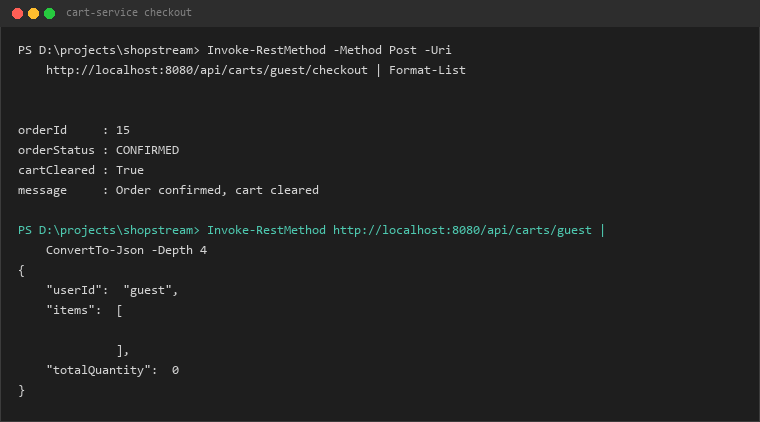 cart-service checkout
PS D:\projects\shopstream> Invoke-RestMethod -Method Post -Uri
    http://localhost:8080/api/carts/guest/checkout | Format-List
orderId     : 15
orderStatus : CONFIRMED
cartCleared : True
message     : Order confirmed, cart cleared
PS D:\projects\shopstream> Invoke-RestMethod http://localhost:8080/api/carts/guest |
    ConvertTo-Json -Depth 4
{
    "userId":  "guest",
    "items":  [
              ],
    "totalQuantity":  0
}